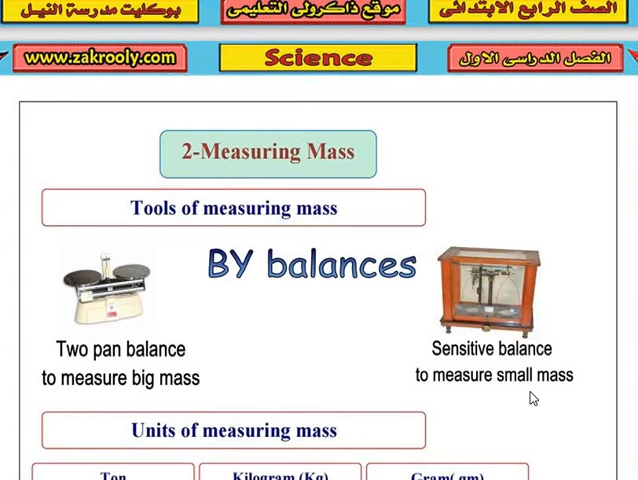 الصف الرابع الابتدائى
موقع ذاكرولى التعليمى
بوكليت مدرسة النيل
الفصل الدراسى الاول
Science
www.zakrooly.com
2-Measuring Mass
Tools of measuring mass
BY balances
Two pan balance
to measure big mass
Sensitive balance
to measure small mass
Units of measuring mass
Ton
Kilogram (Kg)
Gram( gm)